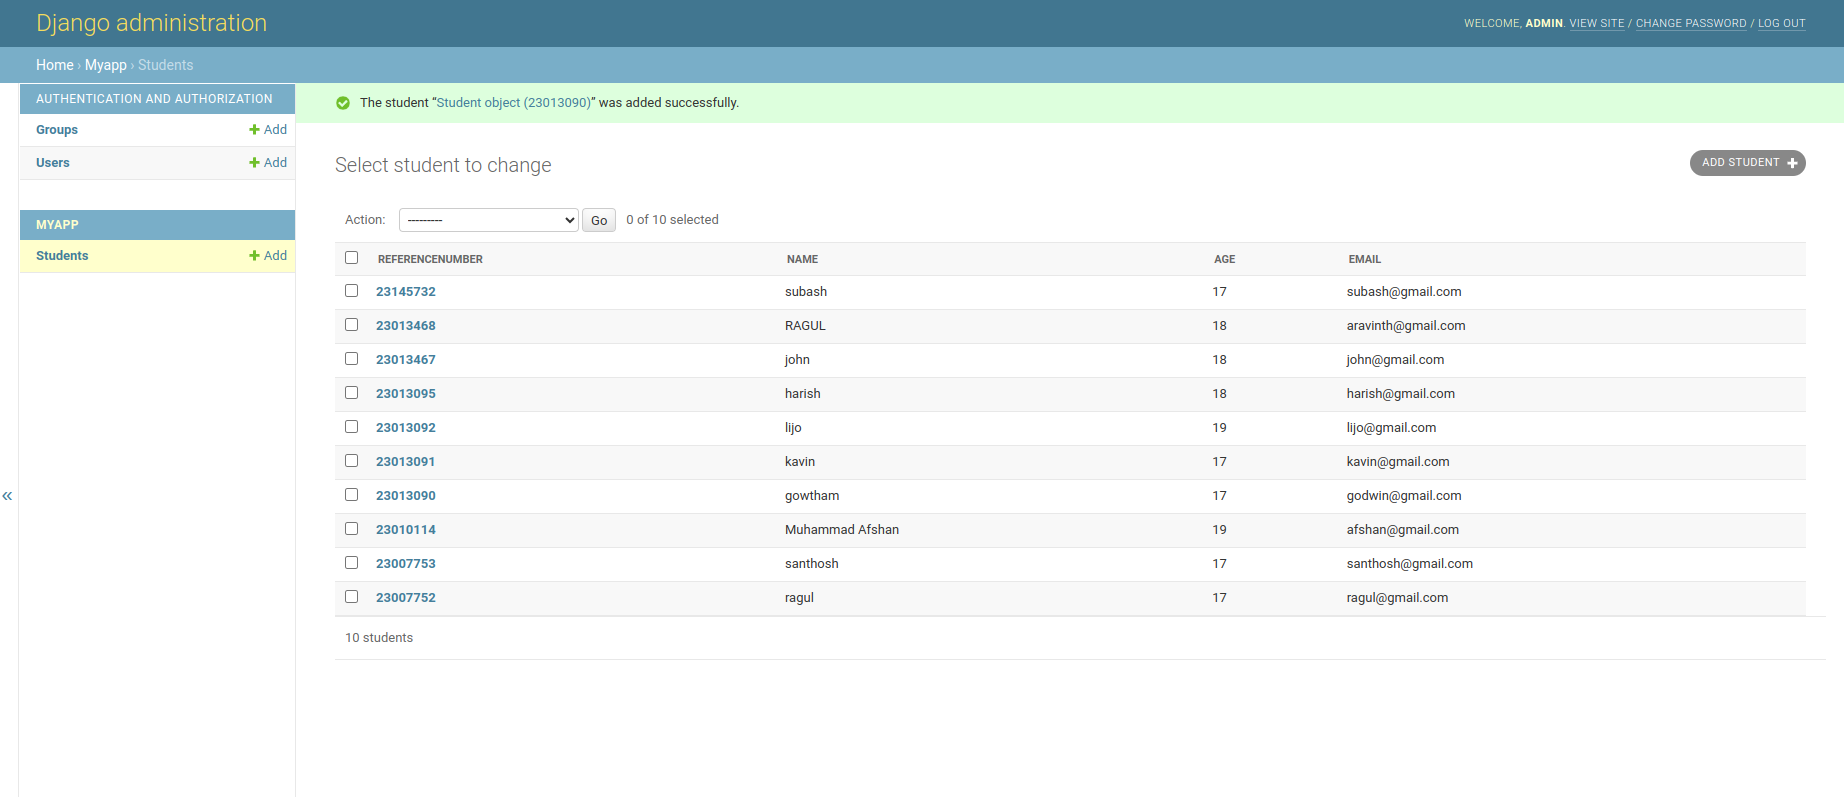 Django administration
WELCOME, ADMIN. VIEW SITE / CHANGE PASSWORD / LOG OUT
Home › Myapp › Students
AUTHENTICATION AND AUTHORIZATION
Groups + Add
Users + Add
MYAPP
Students + Add
«
The student “Student object (23013090)” was added successfully.
Select student to change
ADD STUDENT +
Action: --------- Go 0 of 10 selected
REFERENCENUMBER NAME AGE EMAIL
23145732 subash 17 subash@gmail.com
23013468 RAGUL 18 aravinth@gmail.com
23013467 john 18 john@gmail.com
23013095 harish 18 harish@gmail.com
23013092 lijo 19 lijo@gmail.com
23013091 kavin 17 kavin@gmail.com
23013090 gowtham 17 godwin@gmail.com
23010114 Muhammad Afshan 19 afshan@gmail.com
23007753 santhosh 17 santhosh@gmail.com
23007752 ragul 17 ragul@gmail.com
10 students